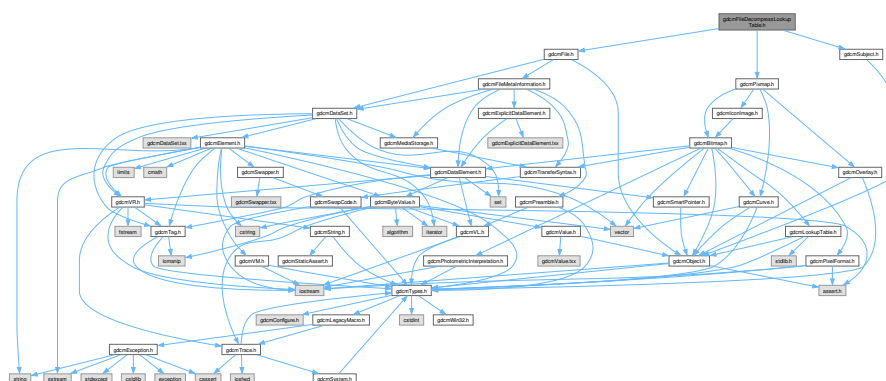 gdcmFileDecompressLookup
Table.h
gdcmFile.h
gdcmSubject.h
gdcmFileMetaInformation.h
gdcmPixmap.h
gdcmDataSet.h
gdcmExplicitDataElement.h
gdcmIconImage.h
gdcmDataSet.txx
gdcmElement.h
gdcmMediaStorage.h
gdcmExplicitDataElement.txx
gdcmBitmap.h
limits
cmath
gdcmSwapper.h
gdcmDataElement.h
gdcmTransferSyntax.h
gdcmOverlay.h
gdcmVR.h
gdcmSwapper.txx
gdcmSwapCode.h
gdcmByteValue.h
set
gdcmPreamble.h
gdcmSmartPointer.h
gdcmCurve.h
fstream
gdcmTag.h
cstring
gdcmString.h
algorithm
iterator
gdcmVL.h
gdcmValue.h
vector
gdcmLookupTable.h
iomanip
gdcmVM.h
gdcmStaticAssert.h
gdcmPhotometricInterpretation.h
gdcmValue.txx
gdcmObject.h
stdlib.h
gdcmPixelFormat.h
iostream
gdcmTypes.h
assert.h
gdcmConfigure.h
gdcmLegacyMacro.h
cstdint
gdcmWin32.h
gdcmException.h
gdcmTrace.h
string
sstream
stdexcept
cstdlib
exception
cassert
iosfwd
gdcmSystem.h